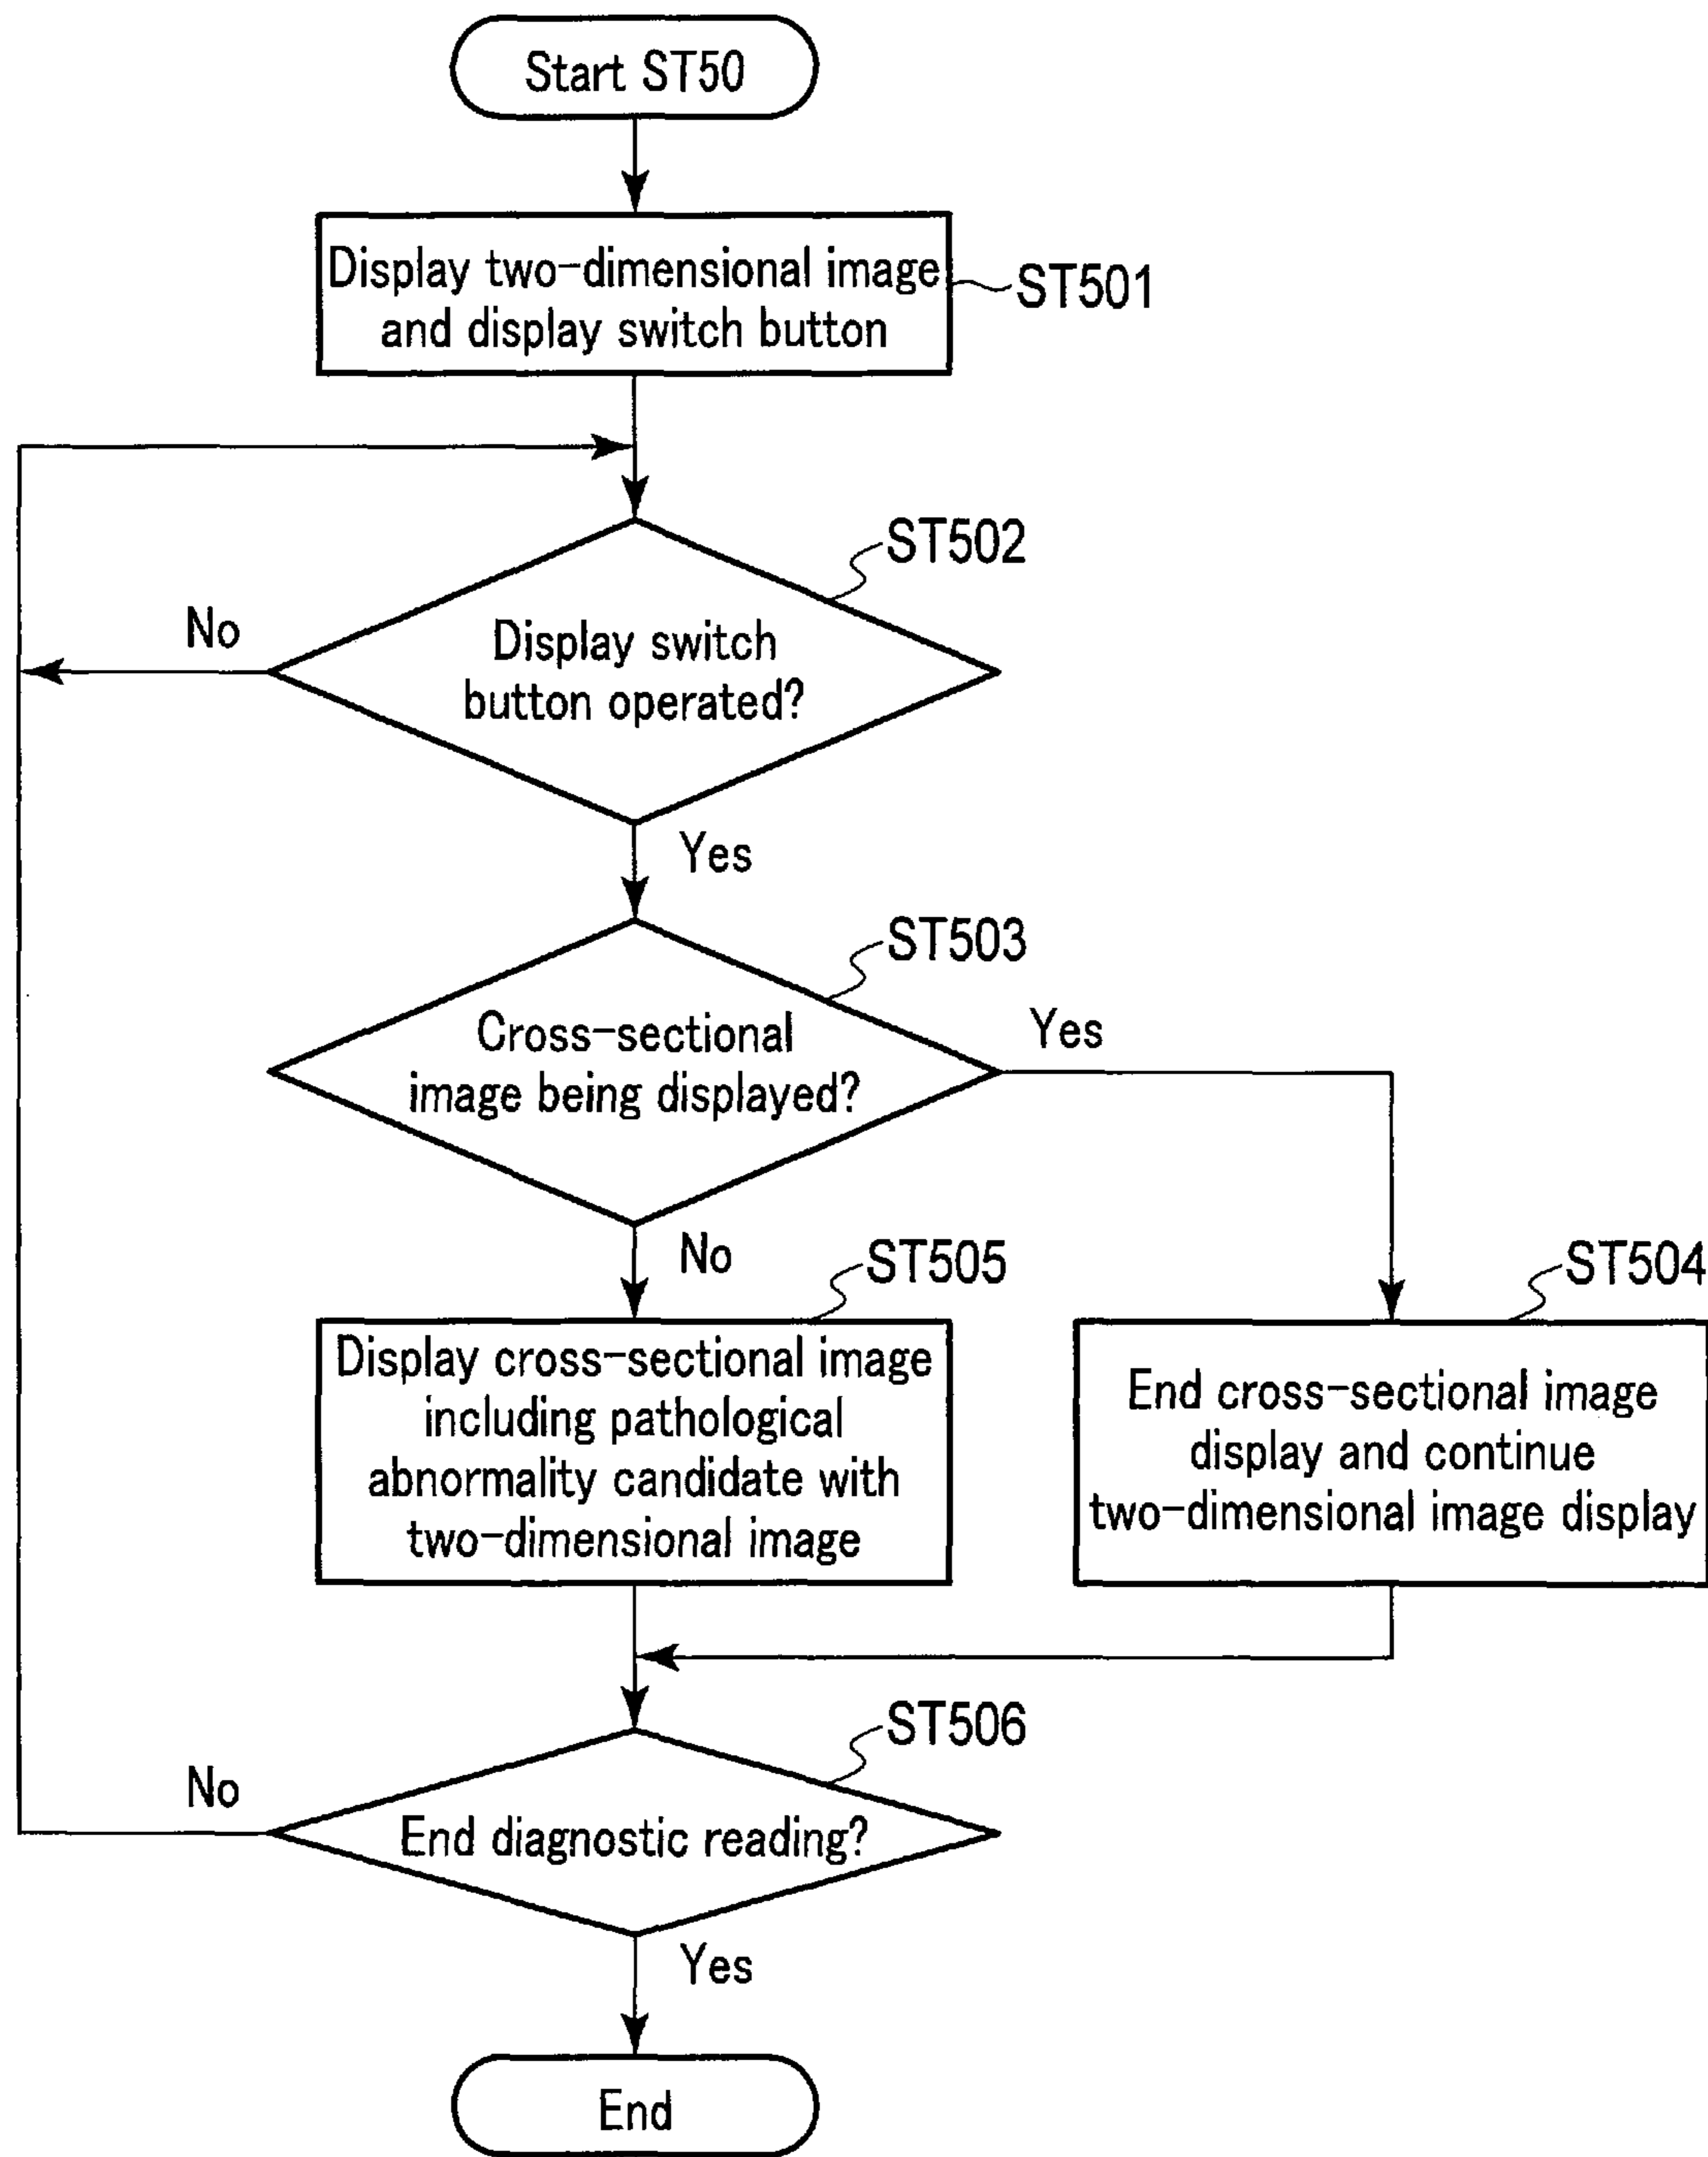 Start ST50
Display two-dimensional image
and display switch button
ST501
ST502
No
Display switch
button operated?
Yes
ST503
Cross-sectional
image being displayed?
Yes
No
ST505
ST504
Display cross-sectional image
including pathological
abnormality candidate with
two-dimensional image
End cross-sectional image
display and continue
two-dimensional image display
ST506
No
End diagnostic reading?
Yes
End